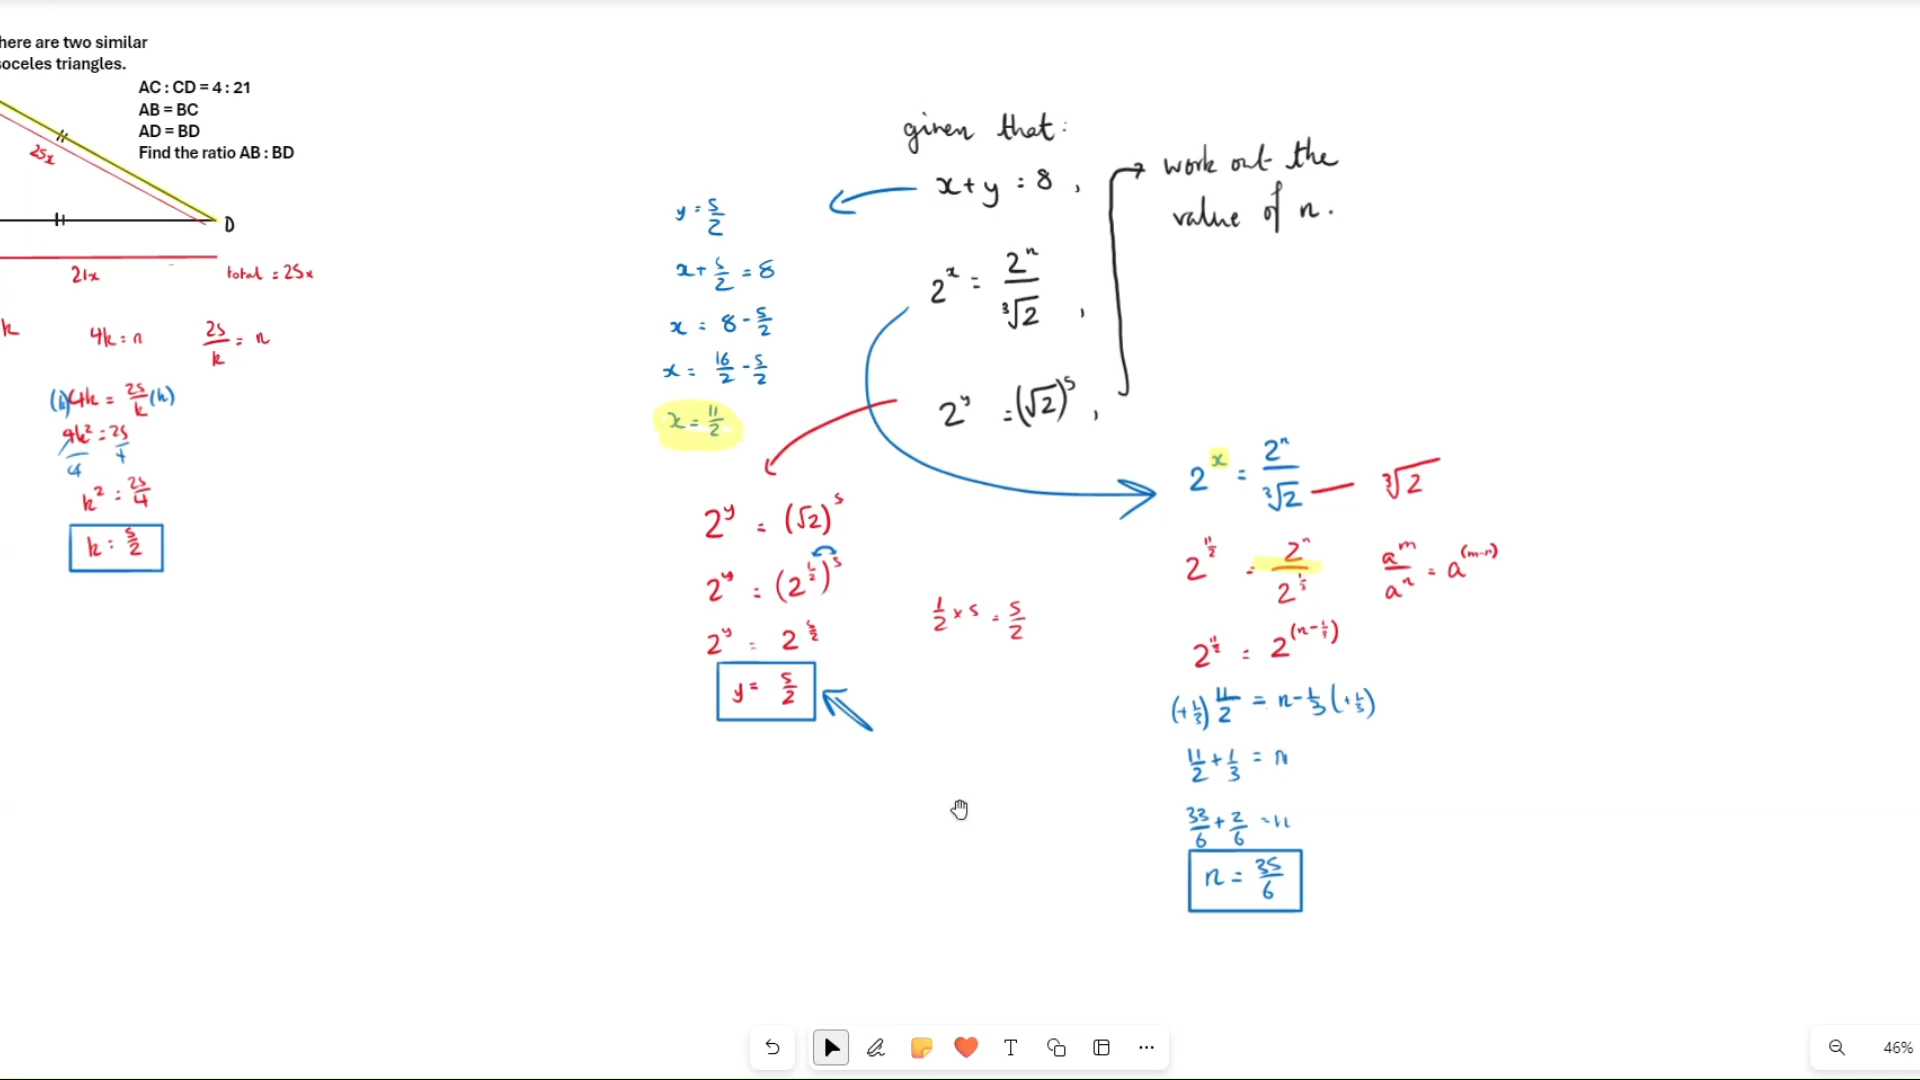 here are two similar
soceles triangles.
AC : CD = 4 : 21
AB = BC
AD = BD
Find the ratio AB : BD
25x
D
21x
total = 25x
k
4k = n
25/k = n
(k)4k = 25/k (k)
4k²/4 = 25/4
k² = 25/4
k = 5/2
given that:
x + y = 8 ,
2^x = 2^n/∛2 ,
2^y = (√2)^5 ,
work out the
value of n.
y = 5/2
x + 5/2 = 8
x = 8 - 5/2
x = 16/2 - 5/2
x = 11/2
2^y = (√2)^5
2^y = (2^1/2)^5
2^y = 2^5/2
y = 5/2
1/2 × 5 = 5/2
2^x = 2^n/∛2 — ∛2
2^11/2 = 2^n/2^1/3
a^m/a^n = a^(m-n)
2^11/2 = 2^(n-1/3)
(+1/3) 11/2 = n - 1/3 (+1/3)
11/2 + 1/3 = n
33/6 + 2/6 = n
n = 35/6
T
46%